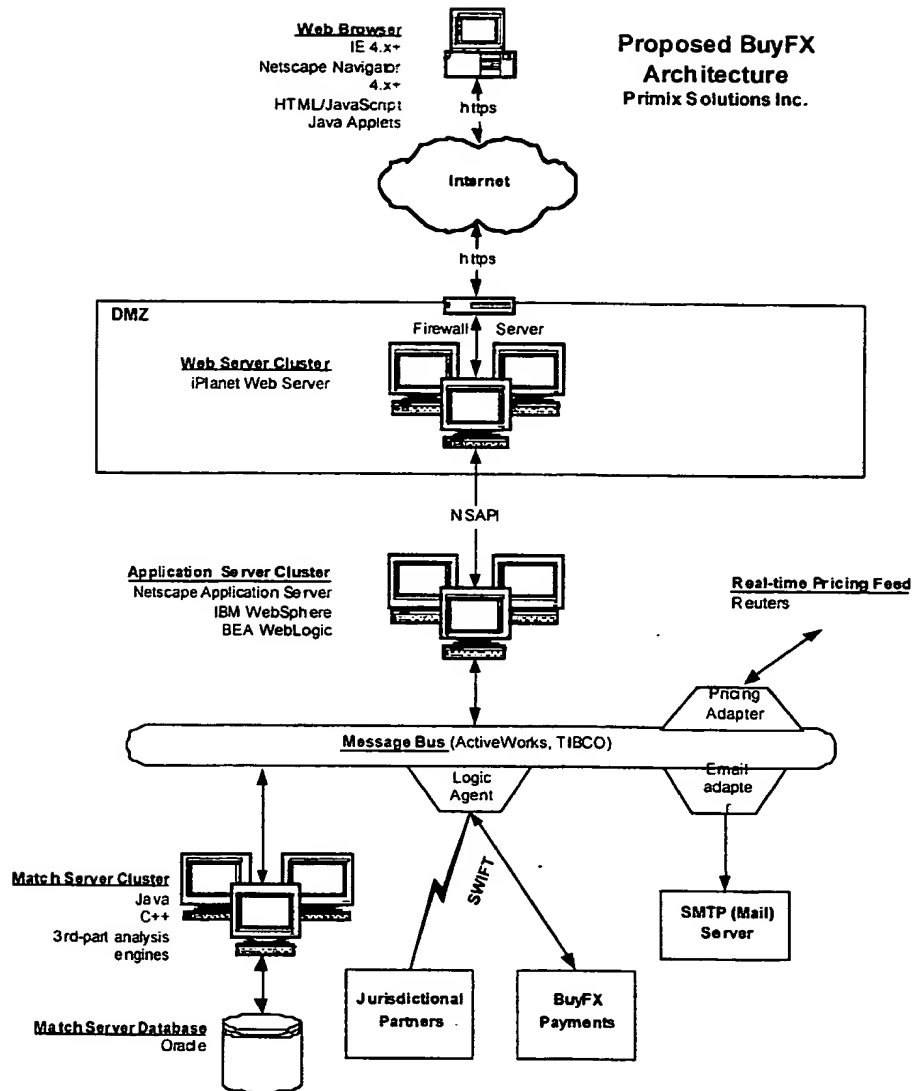 Web Browser
IE 4.x+
Netscape Navigator
4.x+
HTML/JavaScript
Java Applets
Proposed BuyFX
Architecture
Primix Solutions Inc.
https
Internet
https
DMZ
Firewall Server
Web Server Cluster
iPlanet Web Server
NSAPI
Application Server Cluster
Netscape Application Server
IBM WebSphere
BEA WebLogic
Real-time Pricing Feed
Reuters
Pricing
Adapter
Message Bus (ActiveWorks, TIBCO)
Logic
Agent
Email
adapte
r
Match Server Cluster
Java
C++
3rd-part analysis
engines
SWIFT
SMTP (Mail)
Server
Jurisdictional
Partners
BuyFX
Payments
Match Server Database
Oracle